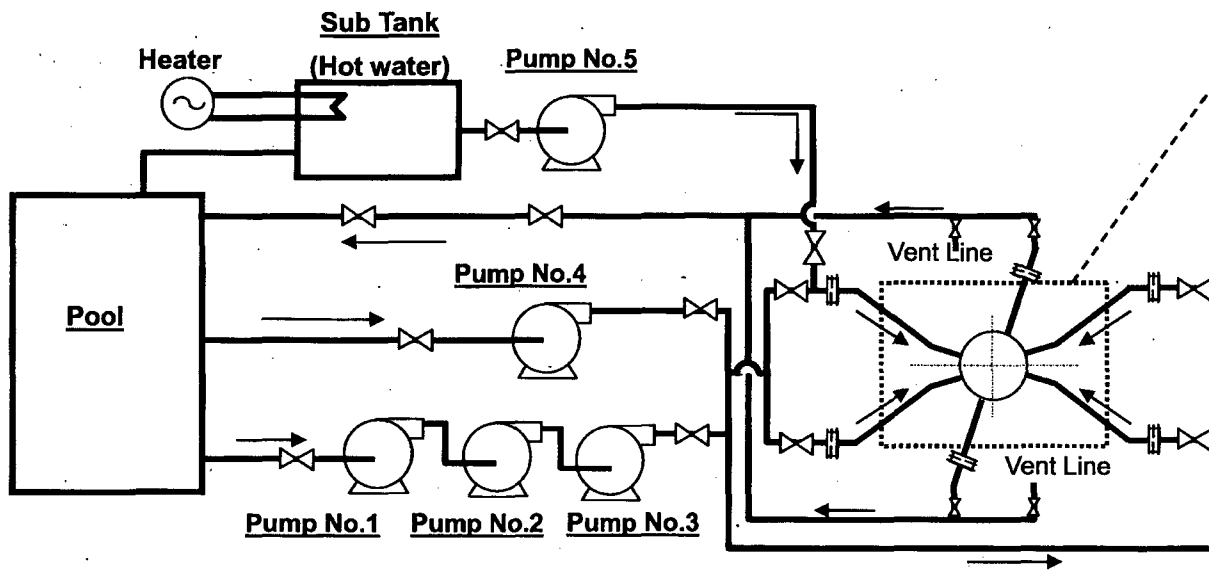 Sub Tank
(Hot water)
Heater
Pump No.5
Vent Line
Pump No.4
Pool
Vent Line
Pump No.1
Pump No.2
Pump No.3